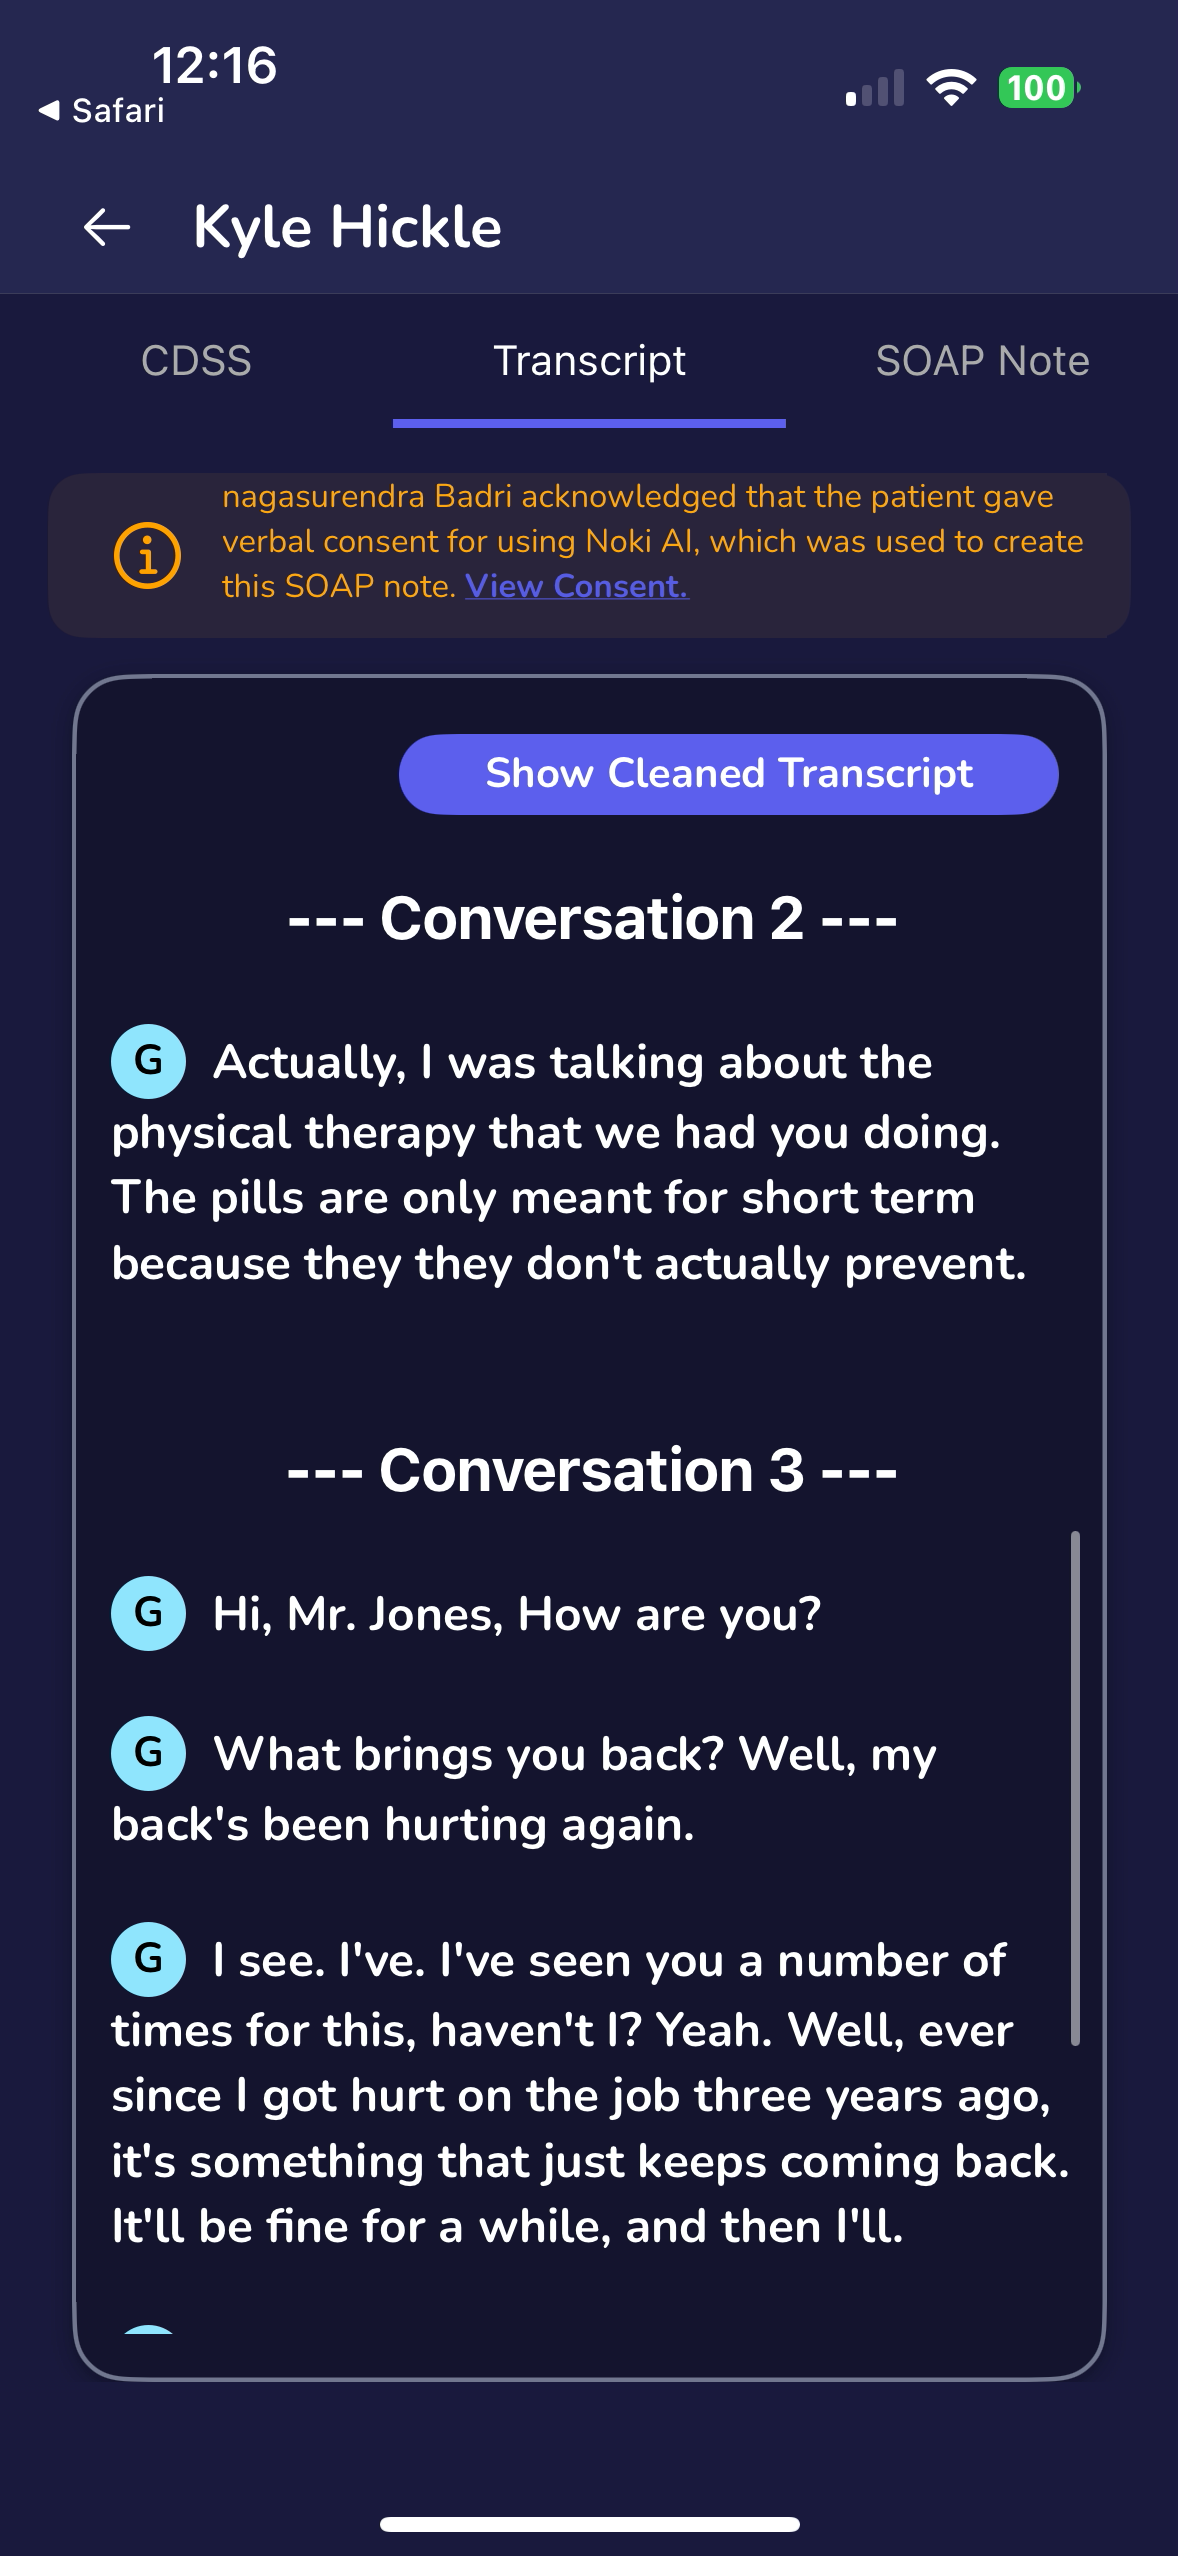 12:16
Safari
100
Kyle Hickle
CDSS
Transcript
SOAP Note
nagasurendra Badri acknowledged that the patient gave
verbal consent for using Noki AI, which was used to create
this SOAP note. View Consent.
Show Cleaned Transcript
--- Conversation 2 ---
G Actually, I was talking about the
physical therapy that we had you doing.
The pills are only meant for short term
because they they don't actually prevent.
--- Conversation 3 ---
G Hi, Mr. Jones, How are you?
G What brings you back? Well, my
back's been hurting again.
G I see. I've. I've seen you a number of
times for this, haven't I? Yeah. Well, ever
since I got hurt on the job three years ago,
it's something that just keeps coming back.
It'll be fine for a while, and then I'll.